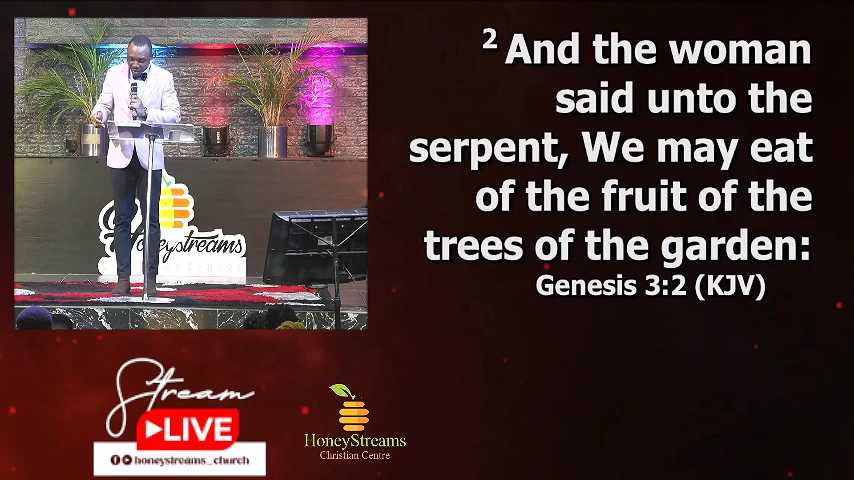 2 And the woman
said unto the
serpent, We may eat
of the fruit of the
trees of the garden:
Genesis 3:2 (KJV)
Honeystreams
Stream
LIVE
honeystreams_church
HoneyStreams
Christian Centre